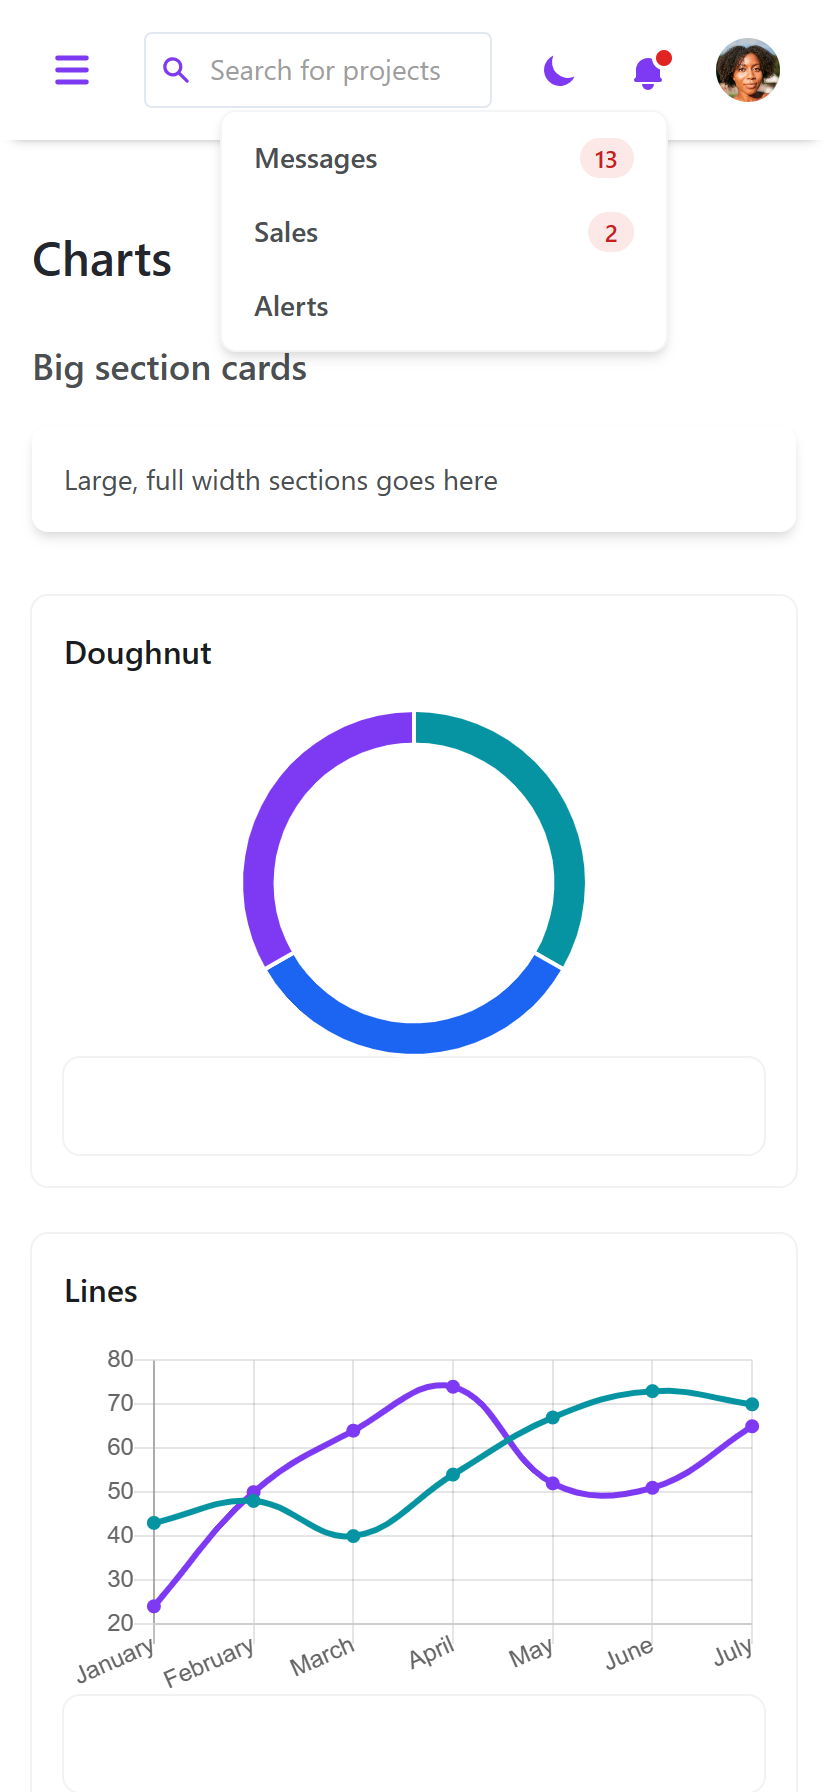 Search for projects
Messages 13
Sales 2
Alerts
Charts
Big section cards
Large, full width sections goes here
Doughnut
Lines
80
70
60
50
40
30
20
January February March April May June July